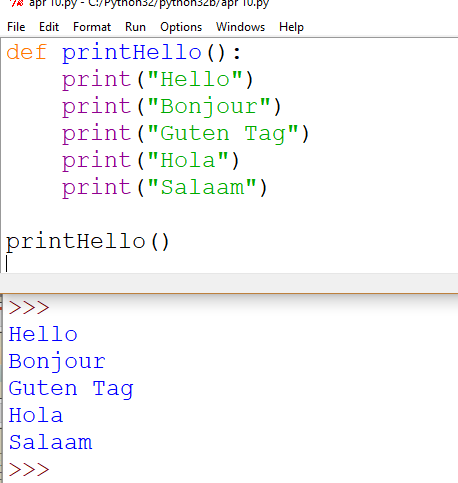 apr 10.py - C:/Python32/python32b/apr 10.py
File Edit Format Run Options Windows Help
def printHello():
    print("Hello")
    print("Bonjour")
    print("Guten Tag")
    print("Hola")
    print("Salaam")
printHello()
>>>
Hello
Bonjour
Guten Tag
Hola
Salaam
>>>